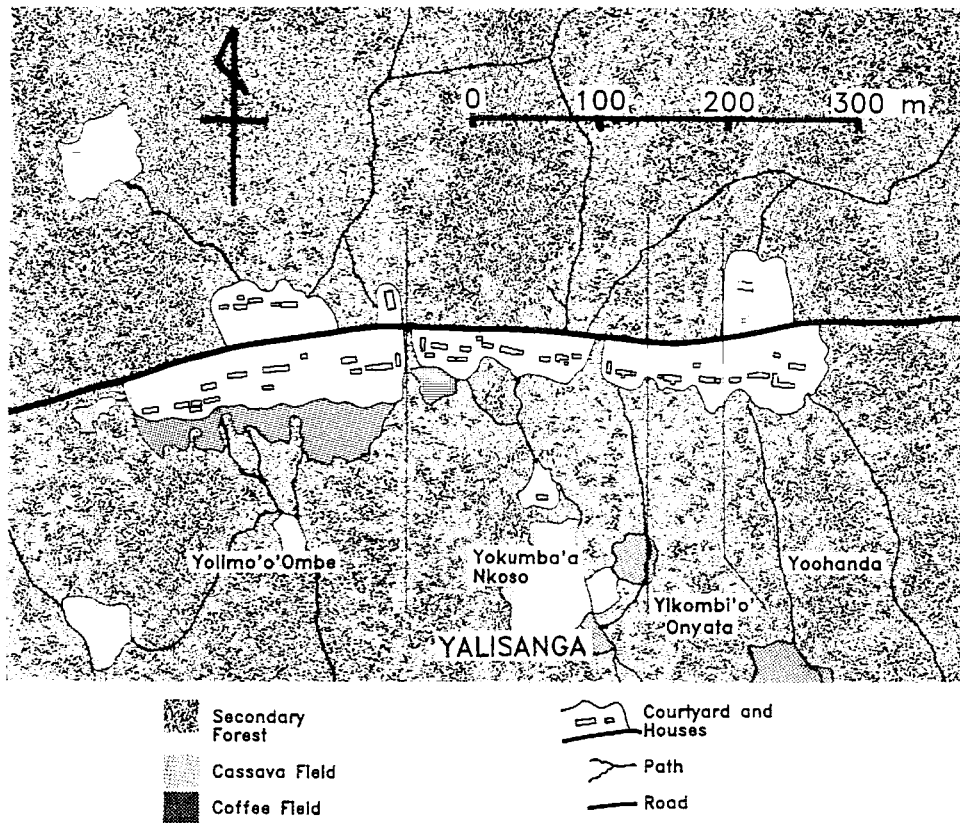 0 100 200 300 m
Yolimo'o'Ombe
Yokumba'a
Nkoso
Yoohanda
Yikombi'o'
Onyata
YALISANGA
Secondary
Forest
Cassava Field
Coffee Field
Courtyard and
Houses
Path
Road